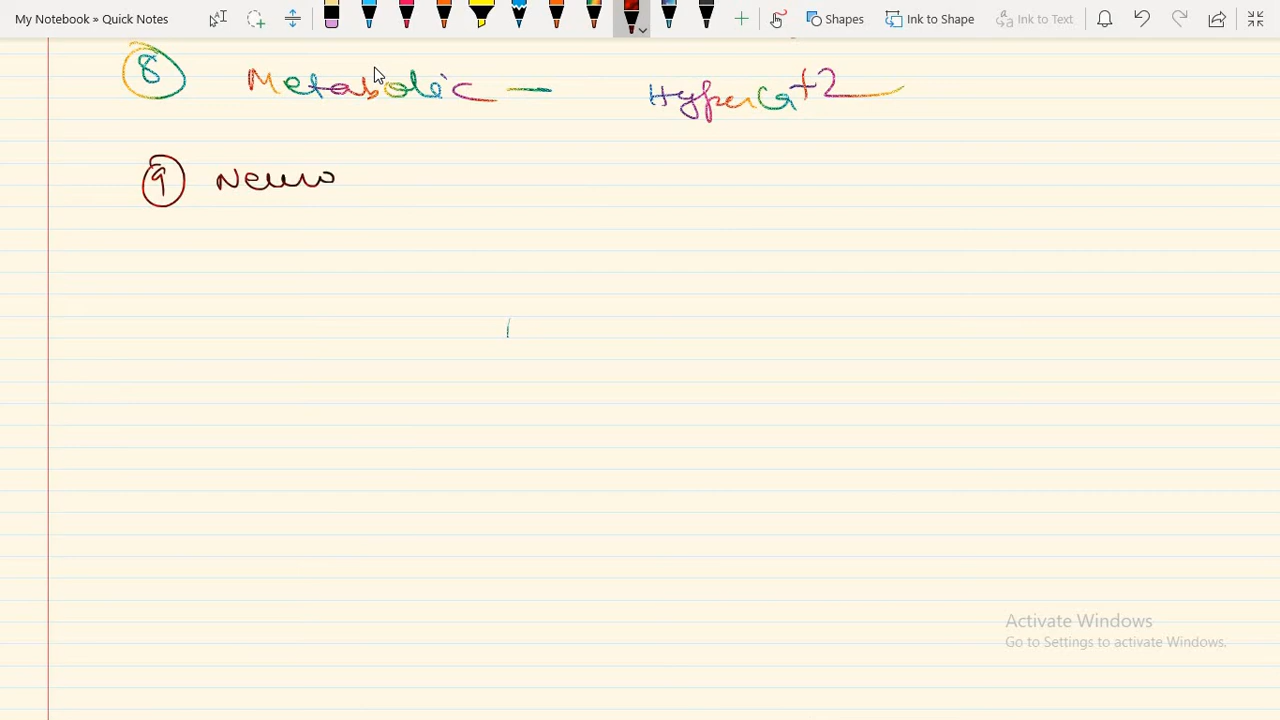 My Notebook » Quick Notes Shapes Ink to Shape Ink to Text
8 Metabolic - HyperCa+2
9 Neuro
Activate Windows
Go to Settings to activate Windows.